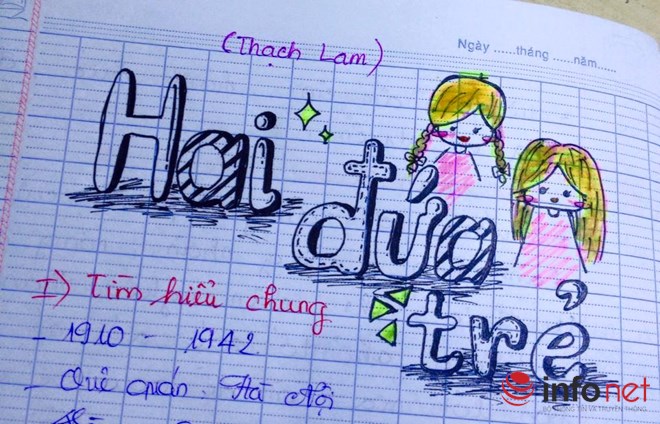 (Thạch Lam)
Ngày ......tháng ......năm......
Hai
đứa
trẻ
I) Tìm hiểu chung
- 1910 - 1942
- Quê quán: Hà Nội
infonet